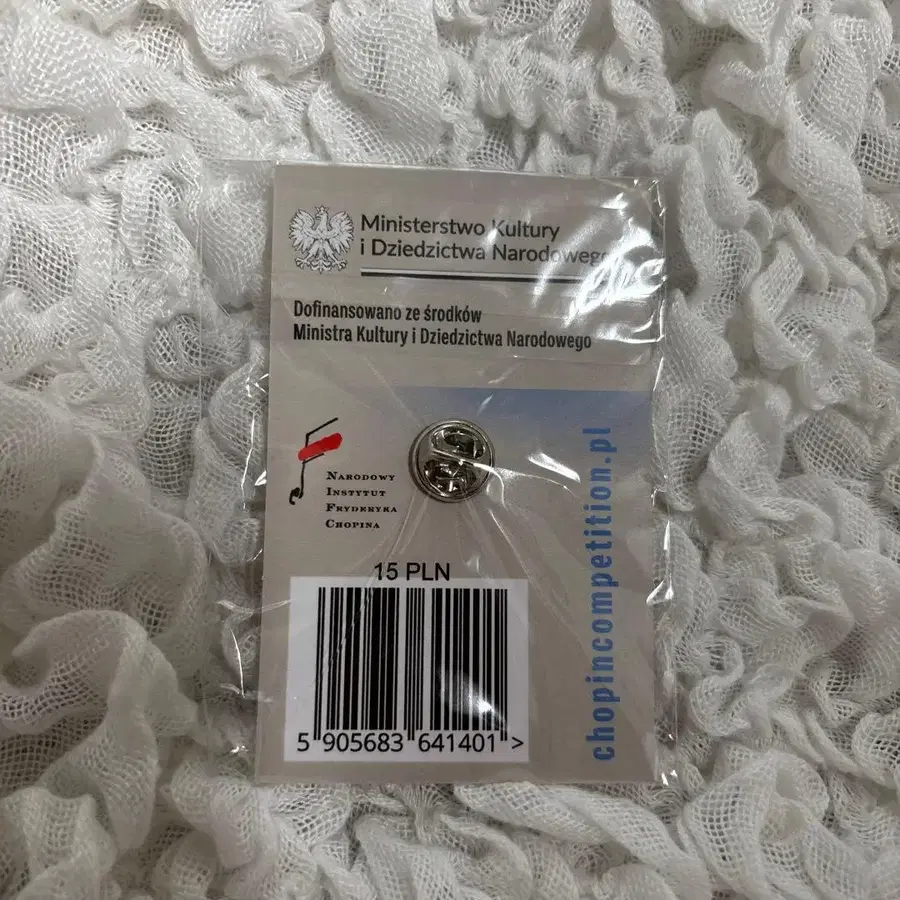 Ministerstwo Kultury
i Dziedzictwa Narodowego
Dofinansowano ze środków
Ministra Kultury i Dziedzictwa Narodowego
Narodowy
Instytut
Fryderyka
Chopina
15 PLN
5 905683 641401 >
chopincompetition.pl